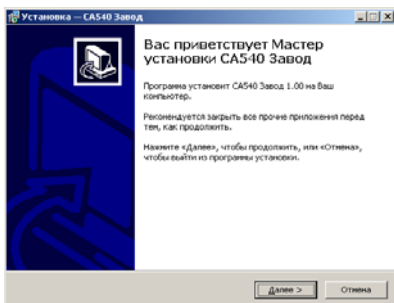 Установка — СА540 Завод
Вас приветствует Мастер
установки СА540 Завод
Программа установит СА540 Завод 1.00 на Ваш
компьютер.
Рекомендуется закрыть все прочие приложения перед
тем, как продолжить.
Нажмите «Далее», чтобы продолжить, или «Отмена»,
чтобы выйти из программы установки.
Далее >
Отмена